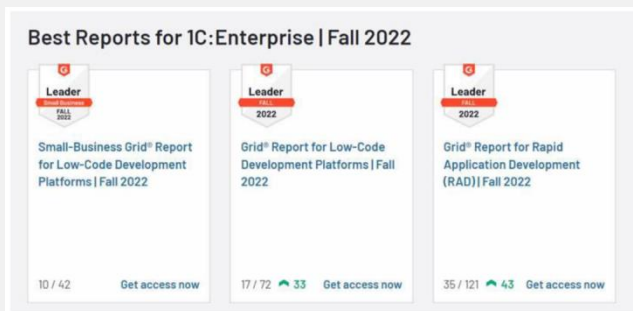 Best Reports for 1C:Enterprise | Fall 2022
G
Leader
Small Business
FALL
2022
Small-Business Grid® Report
for Low-Code Development
Platforms | Fall 2022
10 / 42
Get access now
G
Leader
FALL
2022
Grid® Report for Low-Code
Development Platforms | Fall
2022
17 / 72 33
Get access now
G
Leader
FALL
2022
Grid® Report for Rapid
Application Development
(RAD) | Fall 2022
35 / 121 43
Get access now